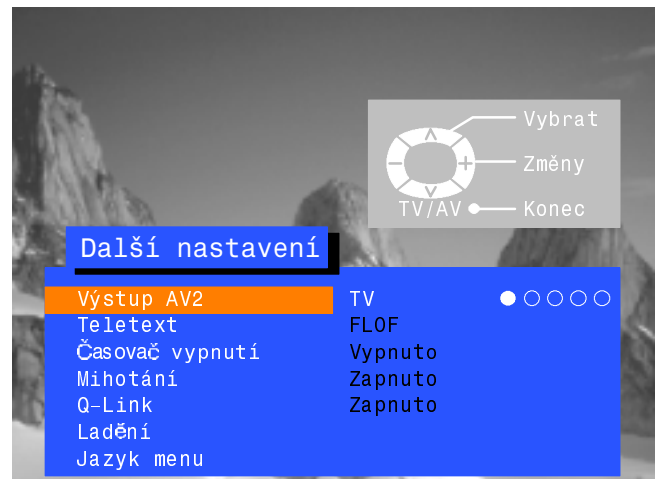 Vybrat
Změny
TV/AV Konec
Další nastavení
Výstup AV2 TV
Teletext FLOF
Časovač vypnutí Vypnuto
Mihotání Zapnuto
Q-Link Zapnuto
Ladění
Jazyk menu